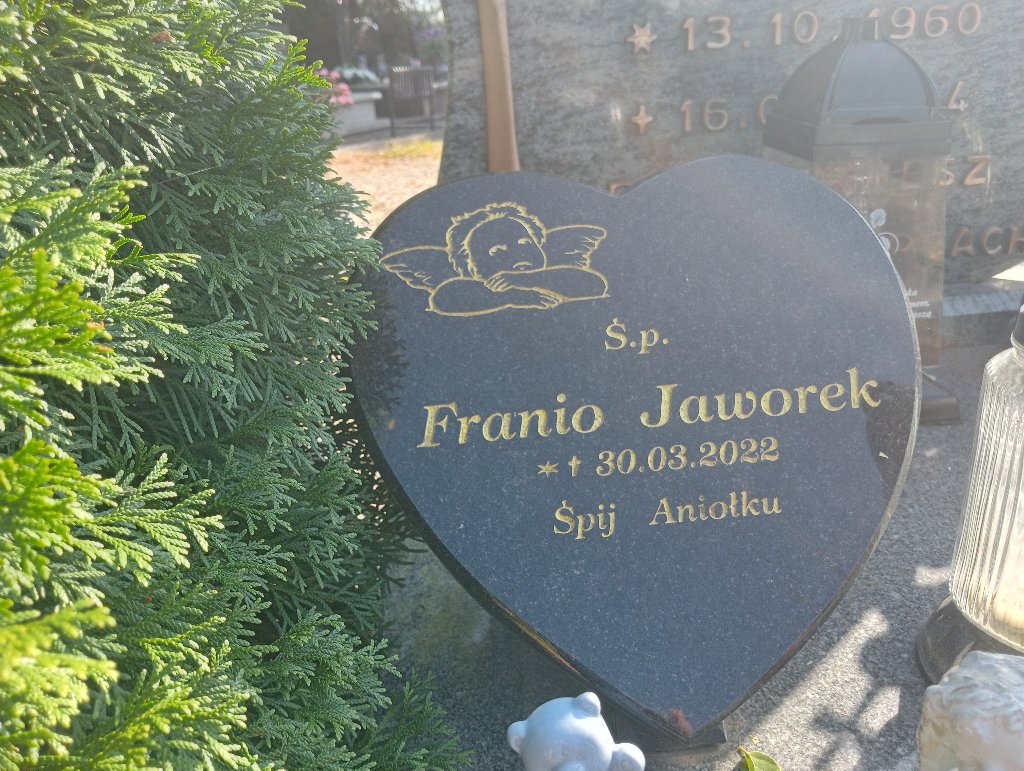 * 13.10.1960
Ś.p.
Franio Jaworek
*† 30.03.2022
Śpij Aniołku